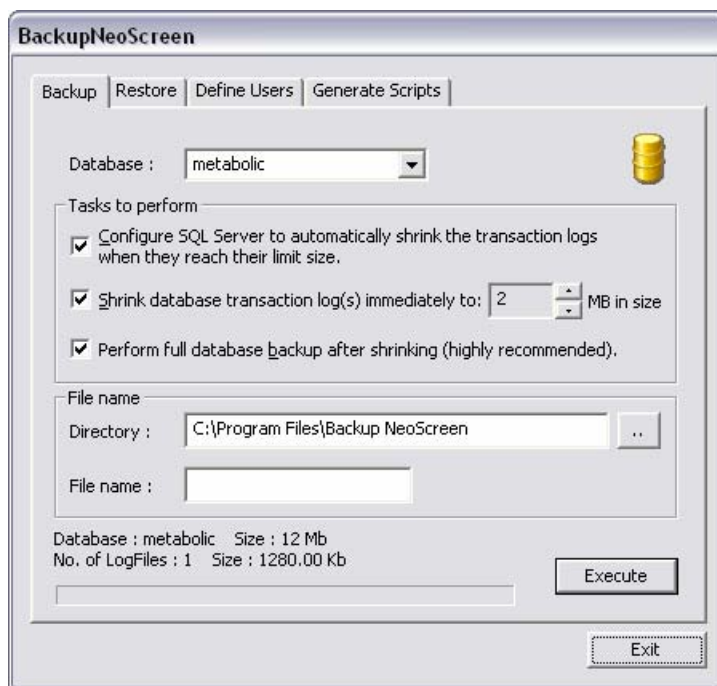 BackupNeoScreen
Backup Restore Define Users Generate Scripts
Database : metabolic
Tasks to perform
Configure SQL Server to automatically shrink the transaction logs
when they reach their limit size.
Shrink database transaction log(s) immediately to: 2 MB in size
Perform full database backup after shrinking (highly recommended).
File name
Directory : C:\Program Files\Backup NeoScreen ..
File name :
Database : metabolic Size : 12 Mb
No. of LogFiles : 1 Size : 1280.00 Kb
Execute
Exit